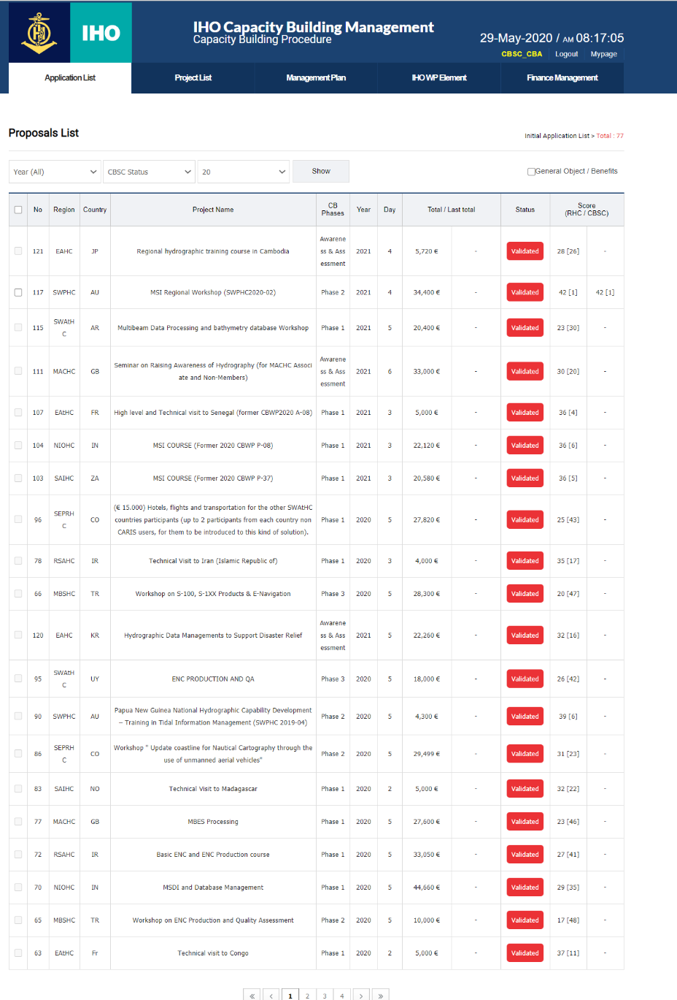 IHO
IHO Capacity Building Management
Capacity Building Procedure
29-May-2020 / AM 08:17:05
CBSC_CBA Logout Mypage
Application List Project List Management Plan IHO WP Element Finance Management
Proposals List
Initial Application List > Total : 77
Year (All) CBSC Status 20 Show General Object / Benefits
No Region Country Project Name CB Phases Year Day Total / Last total Status Score (RHC / CBSC)
121 EAHC JP Regional hydrographic training course in Cambodia Awarene ss & Ass essment 2021 4 5,720 € - Validated 28 [26] -
117 SWPHC AU MSI Regional Workshop (SWPHC2020-02) Phase 2 2021 4 34,400 € - Validated 42 [1] 42 [1]
115 SWAtH C AR Multibeam Data Processing and bathymetry database Workshop Phase 1 2021 5 20,400 € - Validated 23 [30] -
111 MACHC GB Seminar on Raising Awareness of Hydrography (for MACHC Associ ate and Non-Members) Awarene ss & Ass essment 2021 6 33,000 € - Validated 30 [20] -
107 EAtHC FR High level and Technical visit to Senegal (former CBWP2020 A-08) Phase 1 2021 3 5,000 € - Validated 36 [4] -
104 NIOHC IN MSI COURSE (Former 2020 CBWP P-08) Phase 1 2021 3 22,120 € - Validated 36 [6] -
103 SAIHC ZA MSI COURSE (Former 2020 CBWP P-37) Phase 1 2021 3 20,580 € - Validated 36 [5] -
96 SEPRH C CO (€ 15.000) Hotels, flights and transportation for the other SWAtHC countries participants (up to 2 participants from each country non CARIS users, for them to be introduced to this kind of solution). Phase 1 2020 5 27,820 € - Validated 25 [43] -
78 RSAHC IR Technical Visit to Iran (Islamic Republic of) Phase 1 2020 3 4,000 € - Validated 35 [17] -
66 MBSHC TR Workshop on S-100, S-1XX Products & E-Navigation Phase 3 2020 5 28,300 € - Validated 20 [47] -
120 EAHC KR Hydrographic Data Managements to Support Disaster Relief Awarene ss & Ass essment 2021 5 22,260 € - Validated 32 [16] -
95 SWAtH C UY ENC PRODUCTION AND QA Phase 3 2020 5 18,000 € - Validated 26 [42] -
90 SWPHC AU Papua New Guinea National Hydrographic Capability Development – Training in Tidal Information Management (SWPHC 2019-04) Phase 2 2020 5 4,300 € - Validated 39 [6] -
86 SEPRH C CO Workshop " Update coastline for Nautical Cartography through the use of unmanned aerial vehicles" Phase 2 2020 5 29,499 € - Validated 31 [23] -
83 SAIHC NO Technical Visit to Madagascar Phase 1 2020 2 5,000 € - Validated 32 [22] -
77 MACHC GB MBES Processing Phase 1 2020 5 27,600 € - Validated 23 [46] -
72 RSAHC IR Basic ENC and ENC Production course Phase 1 2020 5 33,050 € - Validated 27 [41] -
70 NIOHC IN MSDI and Database Management Phase 1 2020 5 44,660 € - Validated 29 [35] -
65 MBSHC TR Workshop on ENC Production and Quality Assessment Phase 2 2020 5 10,000 € - Validated 17 [48] -
63 EAtHC Fr Technical visit to Congo Phase 1 2020 2 5,000 € - Validated 37 [11] -
« ‹ 1 2 3 4 › »